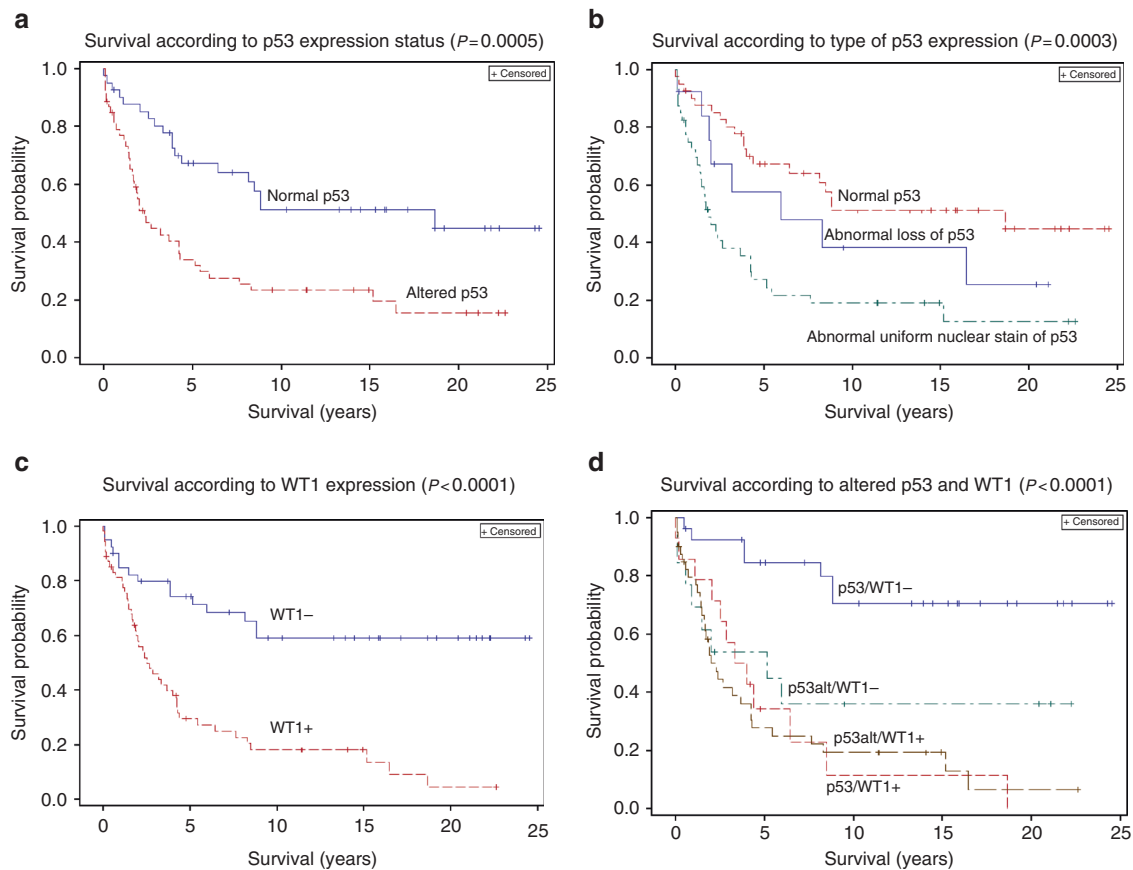 a
Survival according to p53 expression status (P=0.0005)
+ Censored
Survival probability
1.0
0.8
0.6
0.4
0.2
0.0
Normal p53
Altered p53
0 5 10 15 20 25
Survival (years)
b
Survival according to type of p53 expression (P=0.0003)
+ Censored
Survival probability
1.0
0.8
0.6
0.4
0.2
0.0
Normal p53
Abnormal loss of p53
Abnormal uniform nuclear stain of p53
0 5 10 15 20 25
Survival (years)
c
Survival according to WT1 expression (P<0.0001)
+ Censored
Survival probability
1.0
0.8
0.6
0.4
0.2
0.0
WT1−
WT1+
0 5 10 15 20 25
Survival (years)
d
Survival according to altered p53 and WT1 (P<0.0001)
+ Censored
Survival probability
1.0
0.8
0.6
0.4
0.2
0.0
p53/WT1−
p53alt/WT1−
p53alt/WT1+
p53/WT1+
0 5 10 15 20 25
Survival (years)